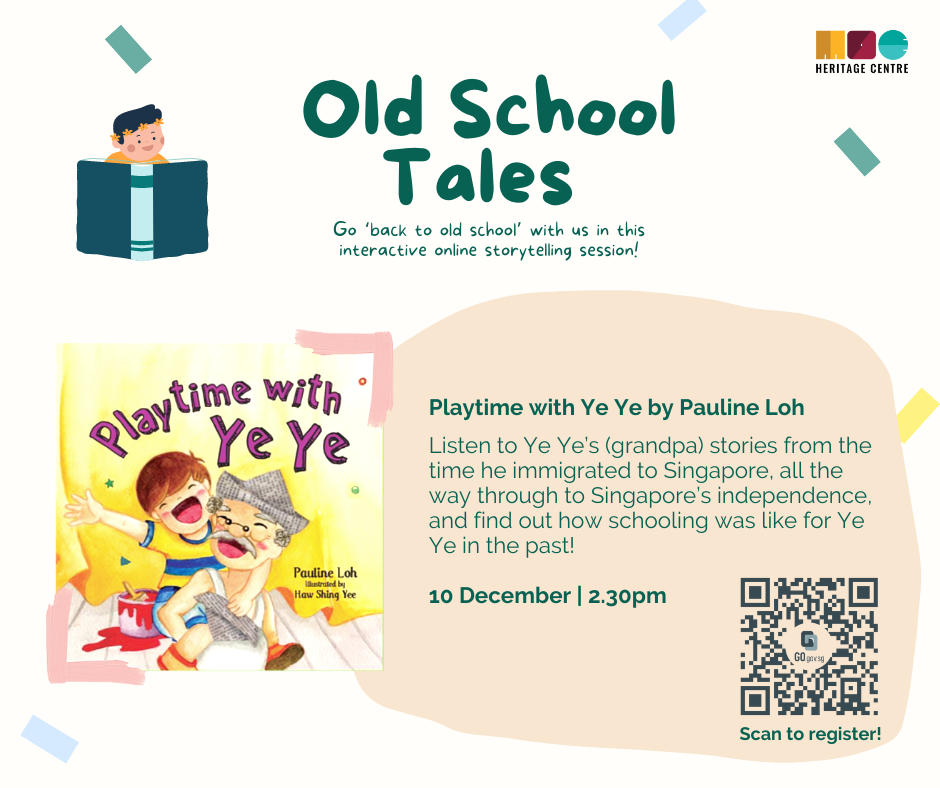 HERITAGE CENTRE
Old School
Tales
Go ‘back to old school’ with us in this
interactive online storytelling session!
Playtime with
Ye Ye
Pauline Loh
Illustrated by
Haw Shing Yee
Playtime with Ye Ye by Pauline Loh
Listen to Ye Ye’s (grandpa) stories from the
time he immigrated to Singapore, all the
way through to Singapore’s independence,
and find out how schooling was like for Ye
Ye in the past!
10 December | 2.30pm
GO.gov.sg
Scan to register!